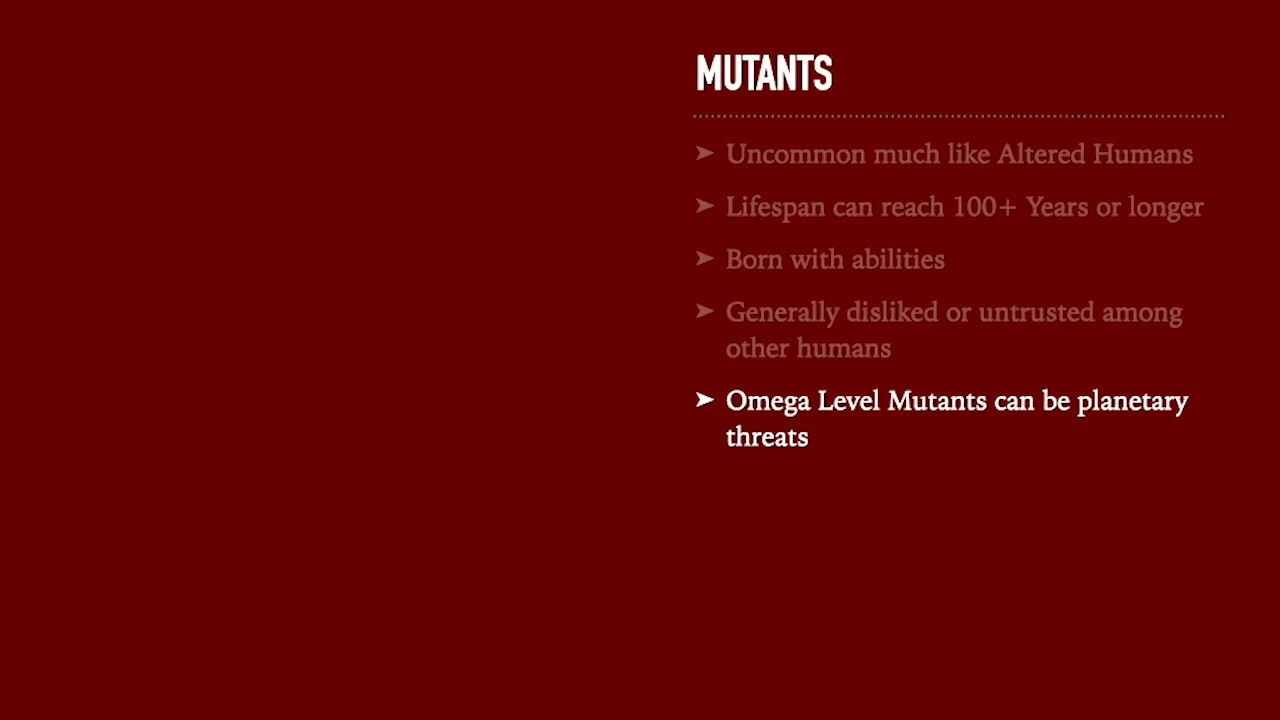 MUTANTS
➤ Uncommon much like Altered Humans
➤ Lifespan can reach 100+ Years or longer
➤ Born with abilities
➤ Generally disliked or untrusted among
other humans
➤ Omega Level Mutants can be planetary
threats